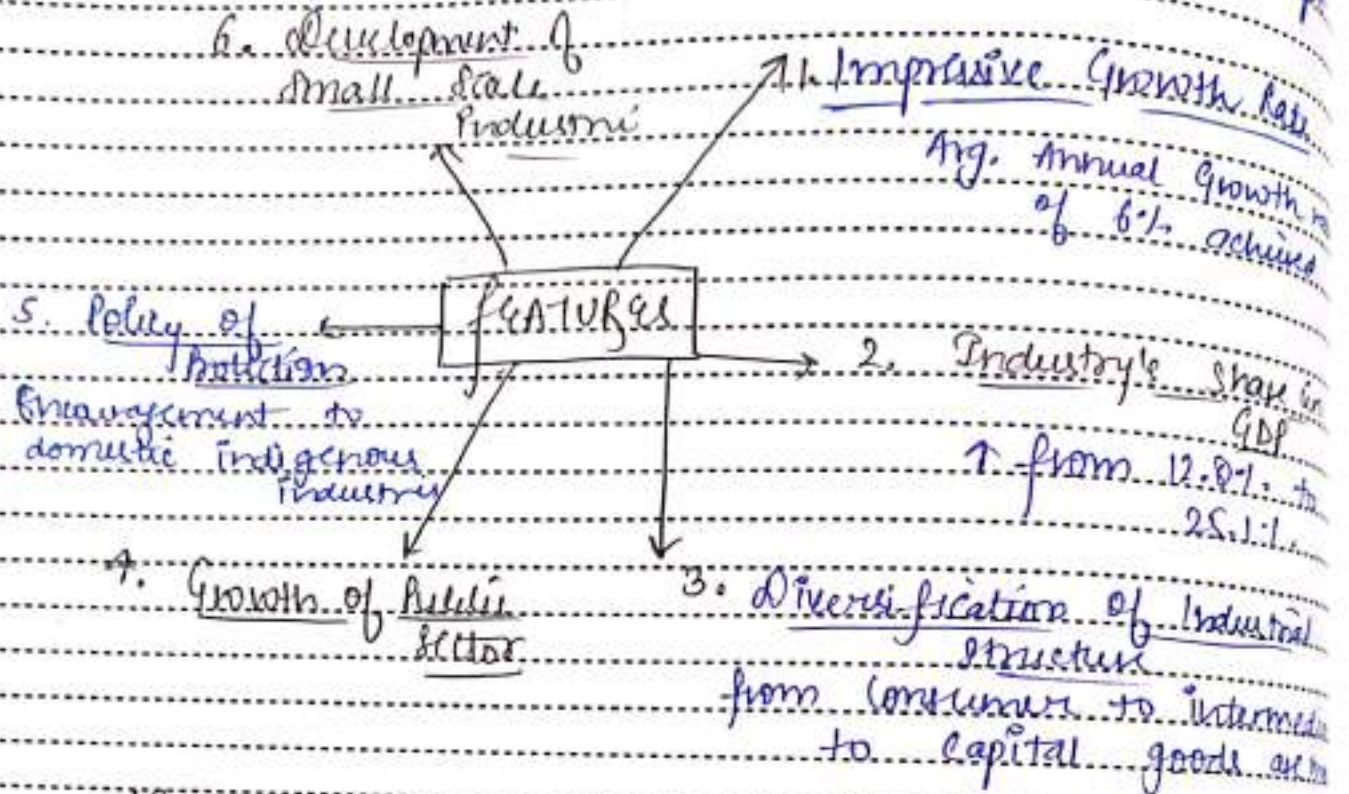 6. Development of
Small Scale
Industri
1. Impressive Growth Rate
Avg. Annual Growth
of 6% achieved
FEATURES
5. Policy of
Protection
Encouragement to
domestic indigenous
industries
2. Industry's share in
GDP
↑ from 12.8% to
25.1%.
4. Growth of Public
Sector
3. Diversification of Industrial
Structure
from consumer to intermedi
to capital goods